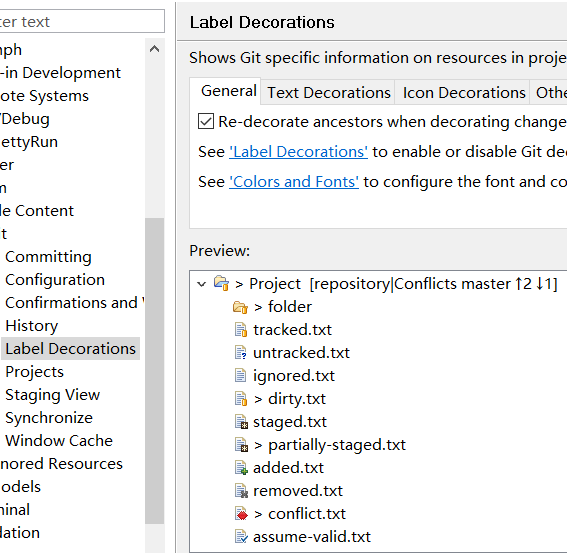 ter text
mph
-in Development
ote Systems
/Debug
ettyRun
er
m
le Content
t
Committing
Configuration
Confirmations and
History
Label Decorations
Projects
Staging View
Synchronize
Window Cache
nored Resources
odels
minal
dation
Label Decorations
Shows Git specific information on resources in proje
General Text Decorations Icon Decorations Othe
Re-decorate ancestors when decorating change
See 'Label Decorations' to enable or disable Git dec
See 'Colors and Fonts' to configure the font and co
Preview:
> Project [repository|Conflicts master ↑2 ↓1]
> folder
tracked.txt
untracked.txt
ignored.txt
> dirty.txt
staged.txt
> partially-staged.txt
added.txt
removed.txt
> conflict.txt
assume-valid.txt